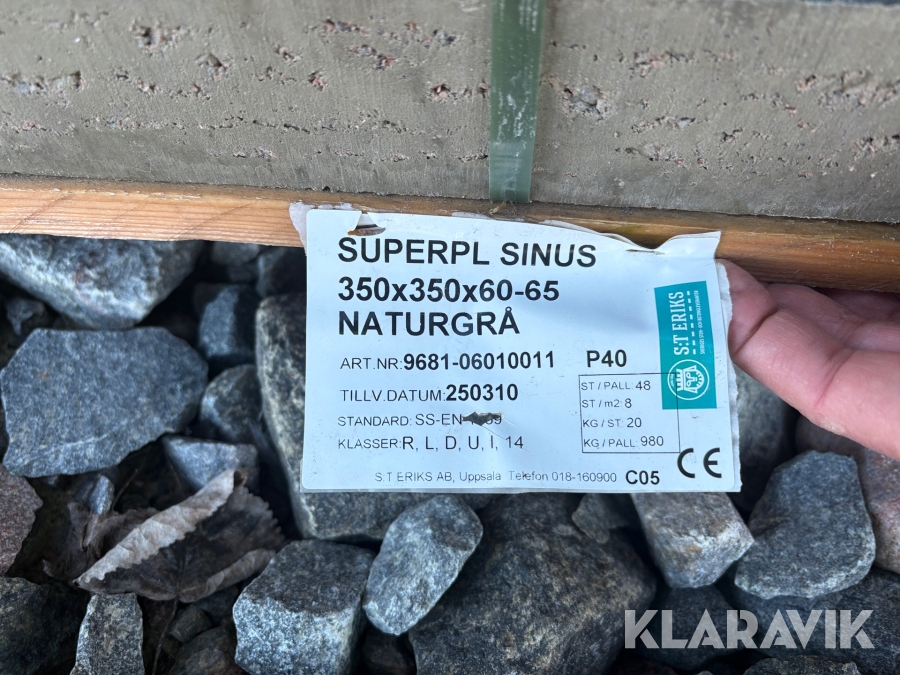 SUPERPL SINUS
350x350x60-65
NATURGRÅ
ART.NR:9681-06010011 P40
TILLV.DATUM:250310
STANDARD: SS-EN
KLASSER:R, L, D, U, I, 14
ST / PALL: 48
ST / m2: 8
KG / ST: 20
KG / PALL: 980
S:T ERIKS
S:T ERIKS AB, Uppsala Telefon 018-160900 C05
CE
KLARAVIK